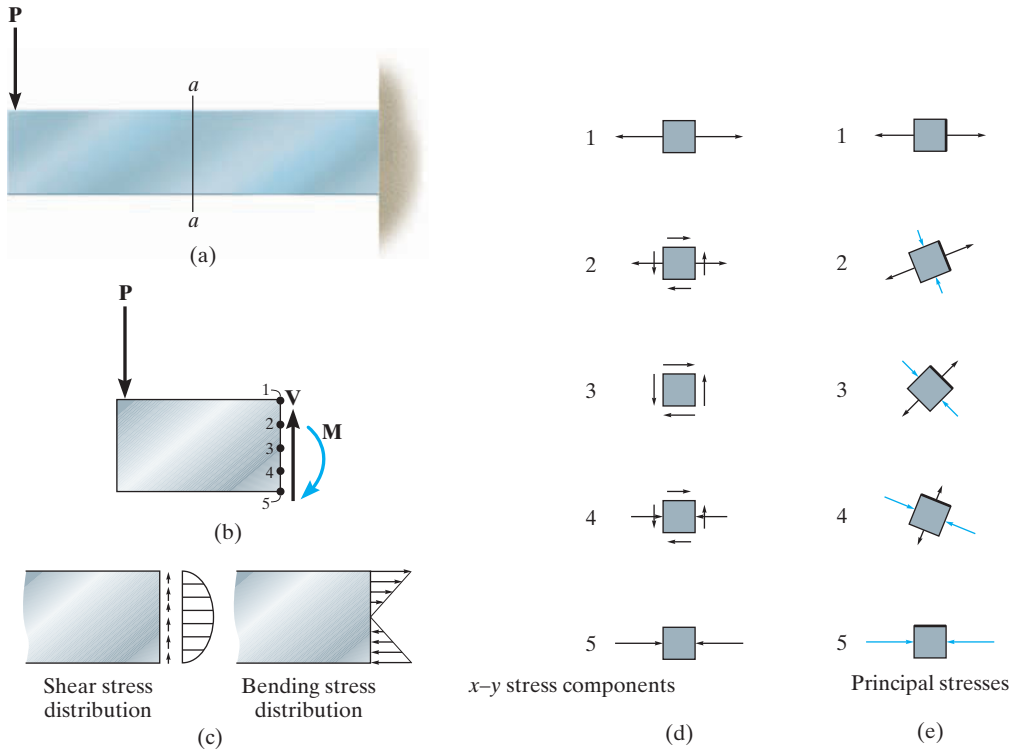 P
a
a
(a)
P
1
V
2
M
3
4
5
(b)
Shear stress
distribution
Bending stress
distribution
(c)
1
2
3
4
5
x–y stress components
(d)
1
2
3
4
5
Principal stresses
(e)